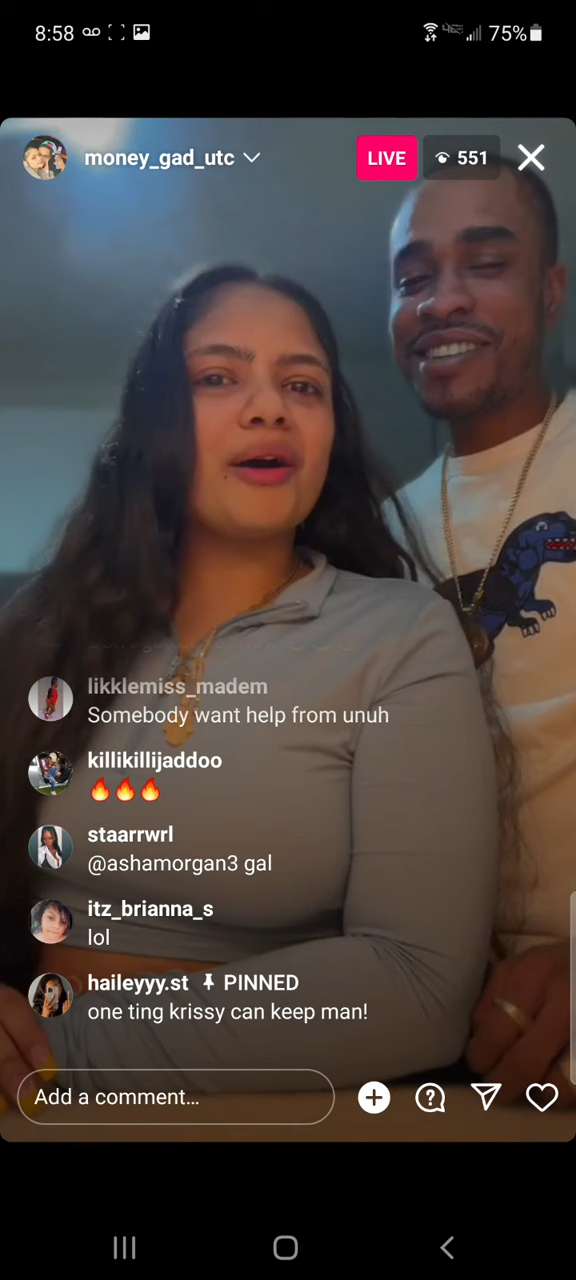 8:58
75%
money_gad_utc
LIVE
551
likklemiss_madem
Somebody want help from unuh
killikillijaddoo
🔥🔥🔥
staarrwrl
@ashamorgan3 gal
itz_brianna_s
lol
haileyyy.st PINNED
one ting krissy can keep man!
Add a comment...